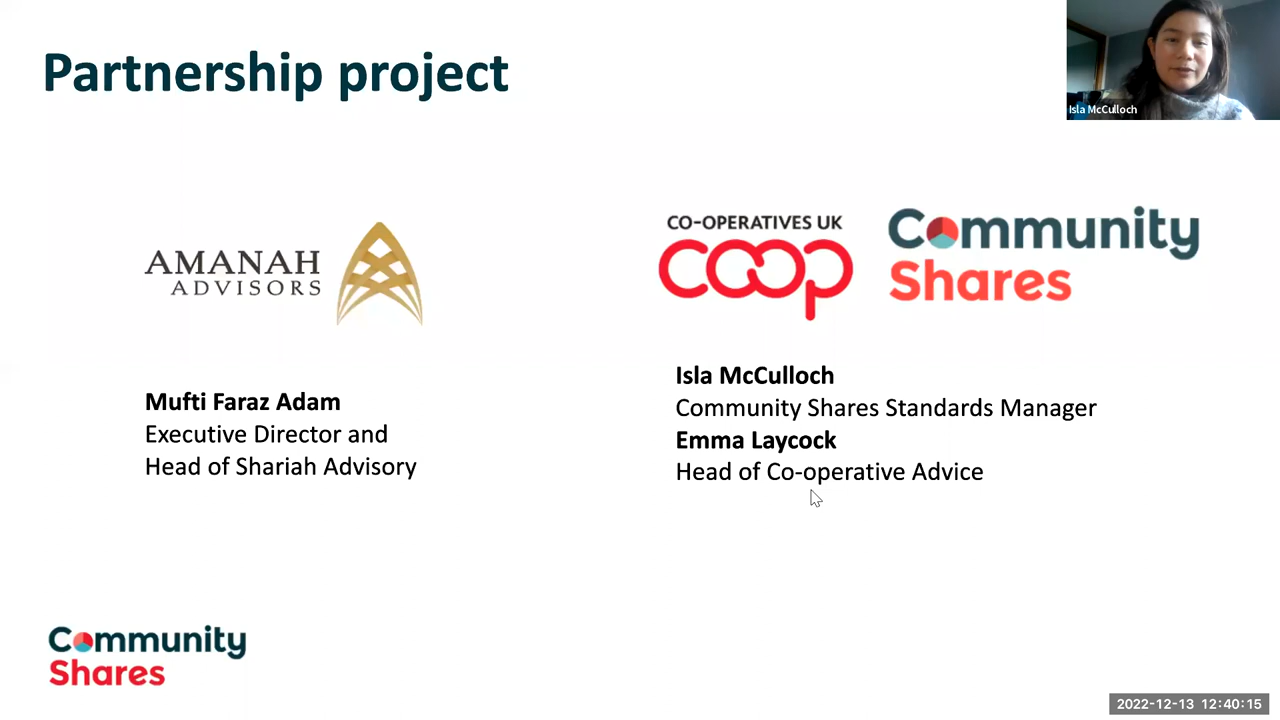 Partnership project
Isla McCulloch
AMANAH
ADVISORS
CO-OPERATIVES UK
coop
Community
Shares
Mufti Faraz Adam
Executive Director and
Head of Shariah Advisory
Isla McCulloch
Community Shares Standards Manager
Emma Laycock
Head of Co-operative Advice
Community
Shares
2022-12-13 12:40:15